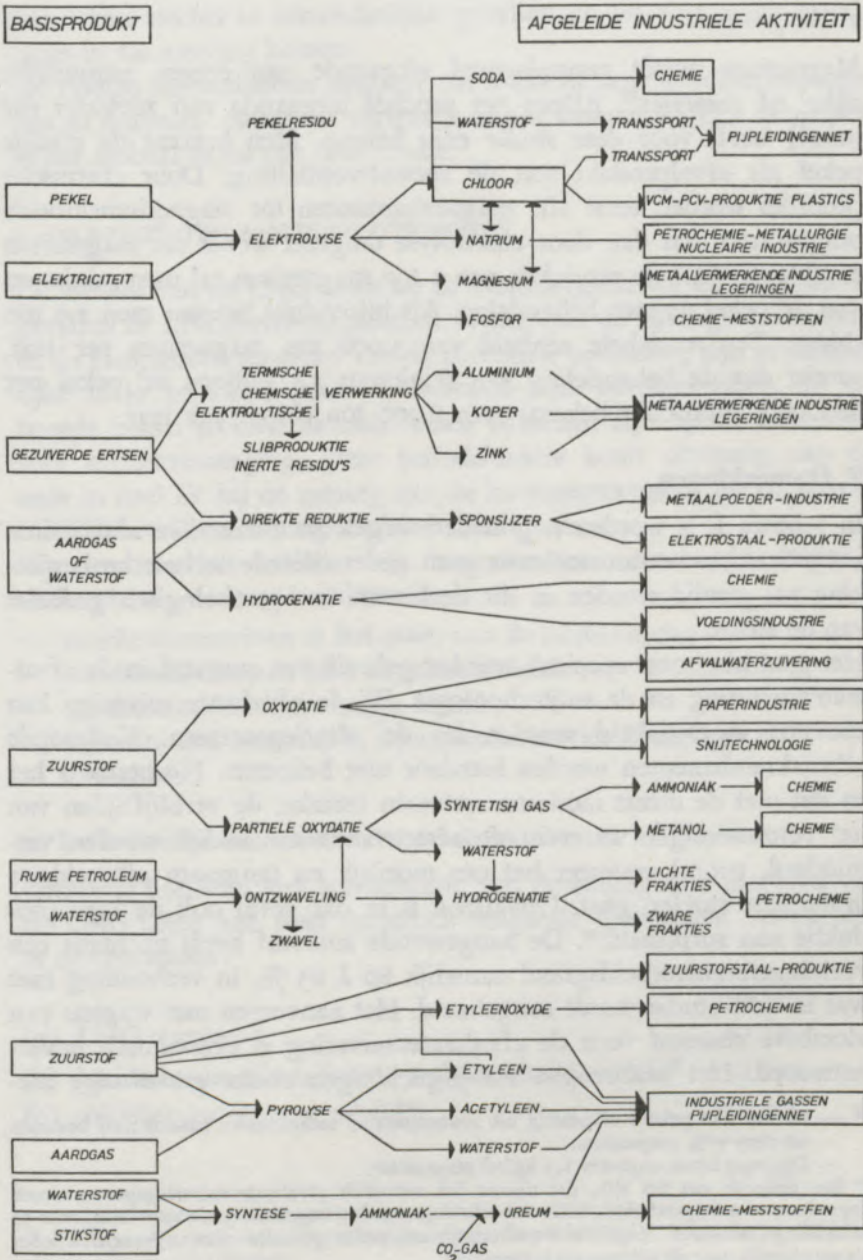 BASISPRODUKT
AFGELEIDE INDUSTRIELE AKTIVITEIT
SODA
CHEMIE
PEKELRESIDU
WATERSTOF
TRANSSPORT
PIJPLEIDINGENNET
TRANSSPORT
CHLOOR
PEKEL
VCM-PCV-PRODUKTIE PLASTICS
ELEKTROLYSE
NATRIUM
PETROCHEMIE-METALLURGIE
NUCLEAIRE INDUSTRIE
ELEKTRICITEIT
MAGNESIUM
METAALVERWERKENDE INDUSTRIE
LEGERINGEN
FOSFOR
CHEMIE-MESTSTOFFEN
TERMISCHE
CHEMISCHE
ELEKTROLYTISCHE
VERWERKING
ALUMINIUM
KOPER
METAALVERWERKENDE INDUSTRIE
LEGERINGEN
GEZUIVERDE ERTSEN
SLIBPRODUKTIE
INERTE RESIDU'S
ZINK
METAALPOEDER-INDUSTRIE
DIREKTE REDUKTIE
SPONSIJZER
AARDGAS
OF
WATERSTOF
ELEKTROSTAAL-PRODUKTIE
CHEMIE
HYDROGENATIE
VOEDINGSINDUSTRIE
AFVALWATERZUIVERING
OXYDATIE
PAPIERINDUSTRIE
ZUURSTOF
SNIJTECHNOLOGIE
SYNTETISH GAS
AMMONIAK
CHEMIE
PARTIELE OXYDATIE
METANOL
CHEMIE
WATERSTOF
RUWE PETROLEUM
ONTZWAVELING
HYDROGENATIE
LICHTE
FRAKTIES
PETROCHEMIE
WATERSTOF
ZWARE
FRAKTIES
ZWAVEL
ZUURSTOFSTAAL-PRODUKTIE
ETYLEENOXYDE
PETROCHEMIE
ZUURSTOF
ETYLEEN
PYROLYSE
ACETYLEEN
INDUSTRIELE GASSEN
PIJPLEIDINGENNET
AARDGAS
WATERSTOF
WATERSTOF
SYNTESE
AMMONIAK
UREUM
CHEMIE-MESTSTOFFEN
STIKSTOF
CO2-GAS